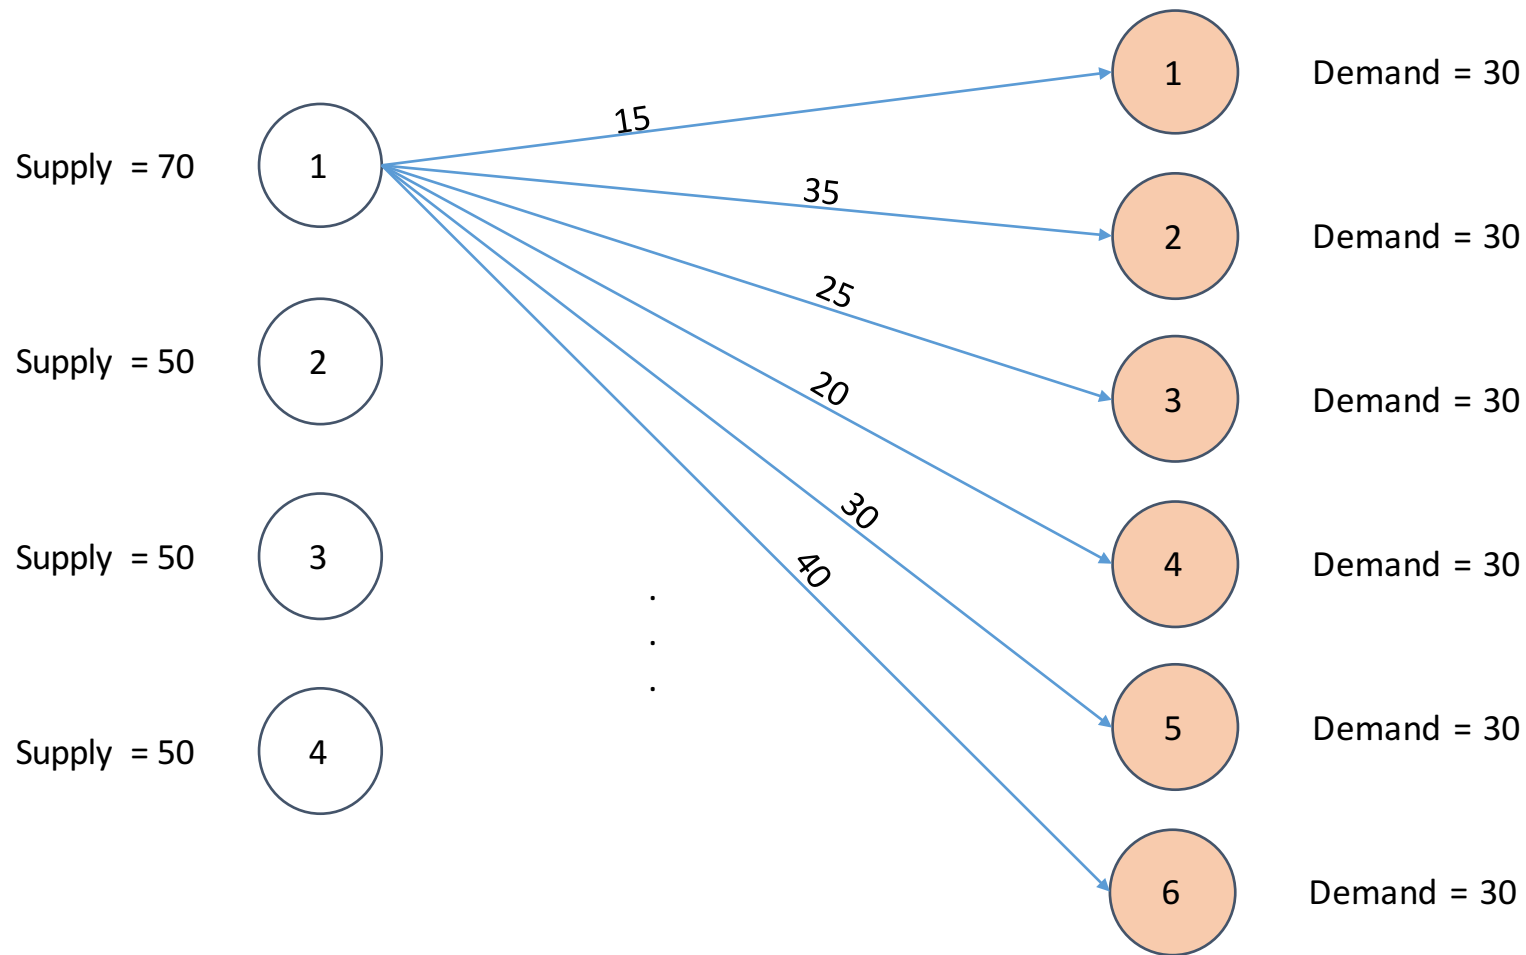 1 Demand = 30
15
Supply = 70 1
35
2 Demand = 30
25
Supply = 50 2
20
3 Demand = 30
30
Supply = 50 3
40
4 Demand = 30
.
.
.
5 Demand = 30
Supply = 50 4
6 Demand = 30